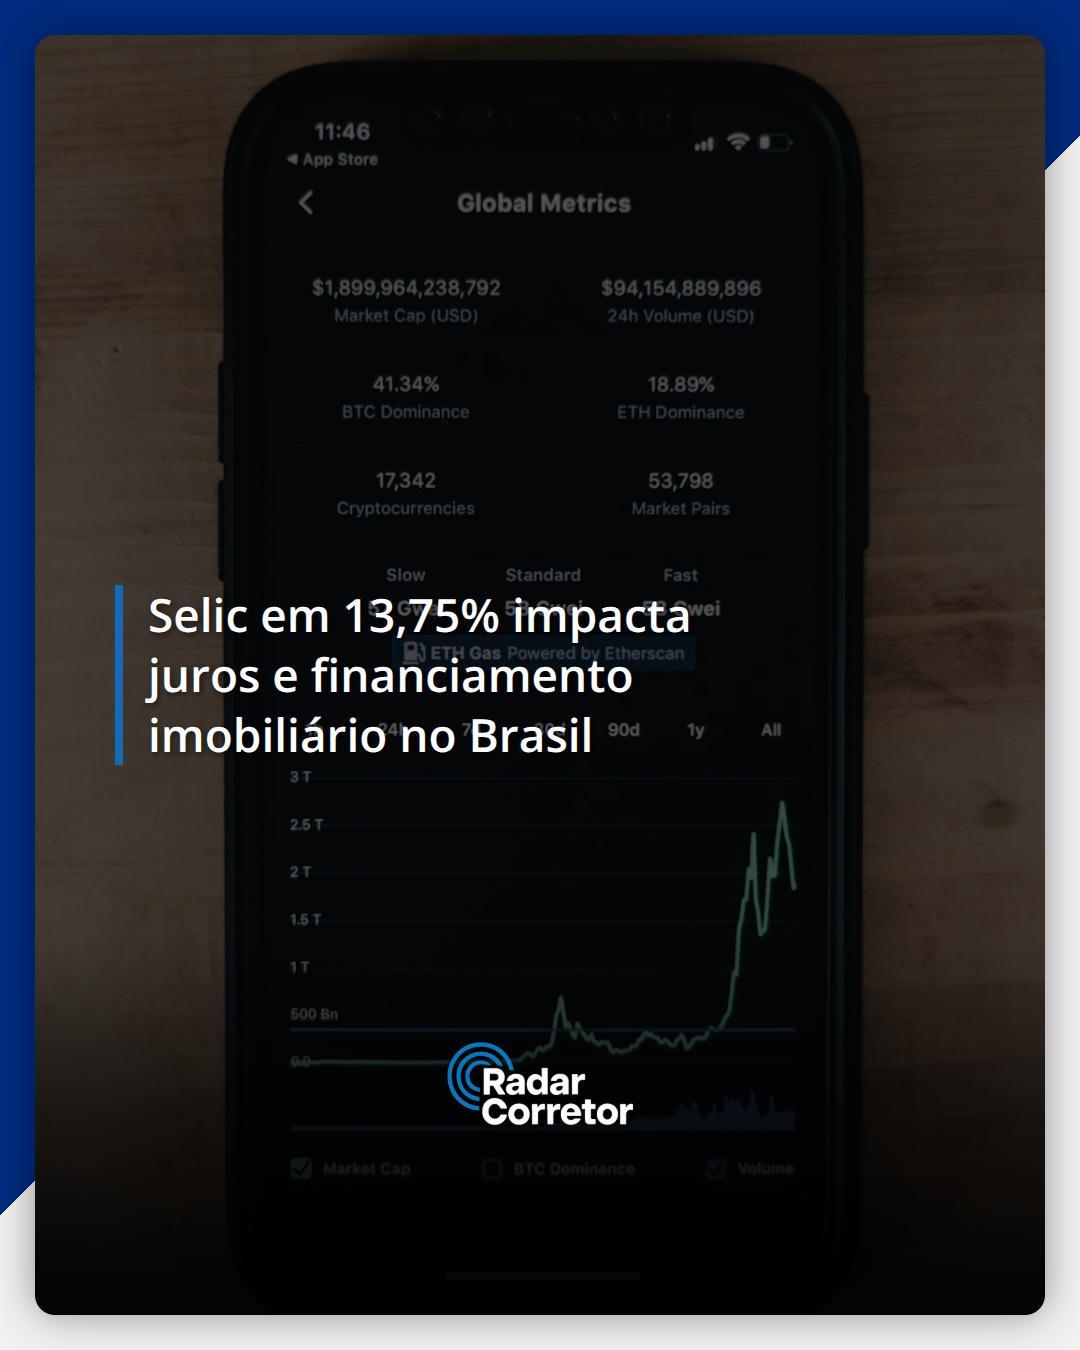 11:46
◀ App Store
Global Metrics
$1,899,964,238,792 $94,154,889,896
Market Cap (USD) 24h Volume (USD)
41.34% 18.89%
BTC Dominance ETH Dominance
17,342 53,798
Cryptocurrencies Market Pairs
Slow Standard Fast
Gwei
Selic em 13,75% impacta
ETH Gas Powered by Etherscan
juros e financiamento
24h 90d 1y All
imobiliário no Brasil
3 T
2.5 T
2 T
1.5 T
1 T
500 Bn
0.0
Radar
Corretor
Market Cap BTC Dominance Volume